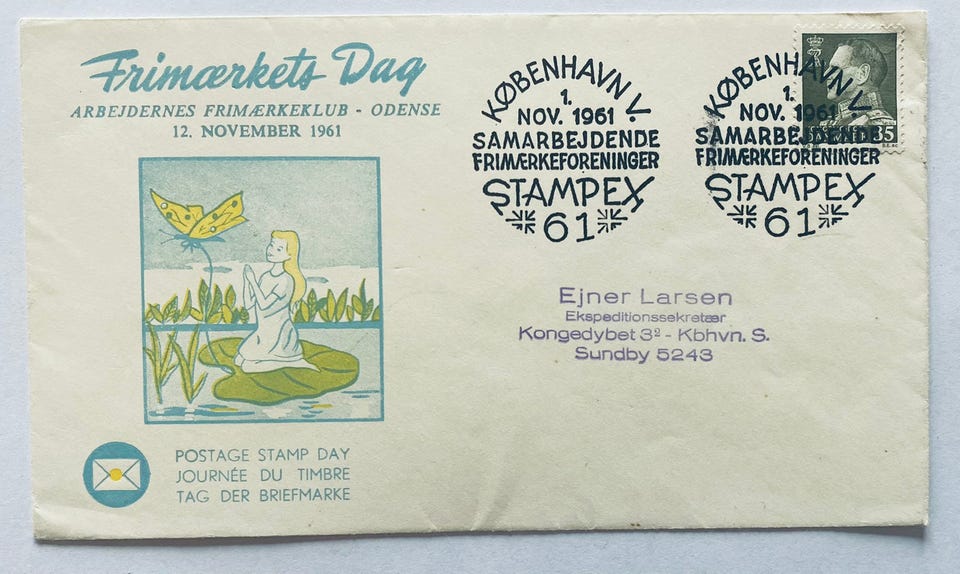 Frimærkets Dag
ARBEJDERNES FRIMÆRKEKLUB - ODENSE
12. NOVEMBER 1961
KØBENHAVN V.
1.
NOV. 1961
SAMARBEJDENDE
FRIMÆRKEFORENINGER
STAMPEX
61
KØBENHAVN V.
1.
NOV. 1961
SAMARBEJDENDE
FRIMÆRKEFORENINGER
STAMPEX
61
35
Ejner Larsen
Ekspeditionssekretær
Kongedybet 3² - Kbhvn. S.
Sundby 5243
POSTAGE STAMP DAY
JOURNÉE DU TIMBRE
TAG DER BRIEFMARKE